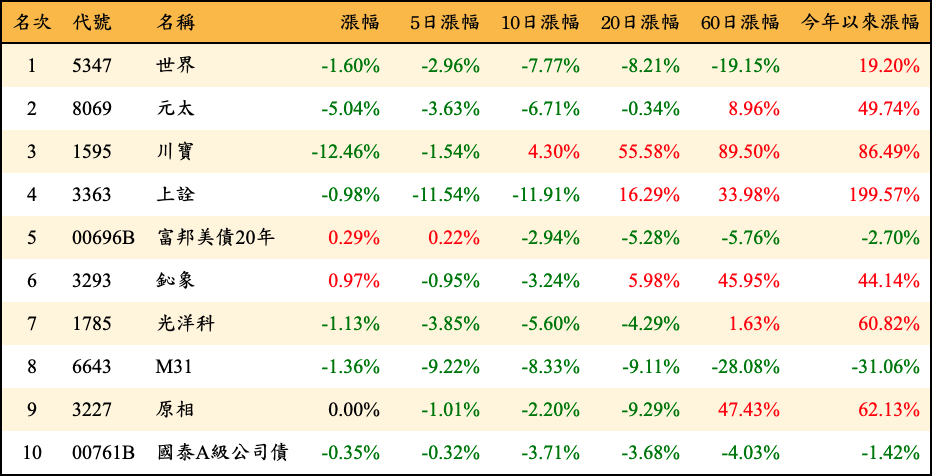 名次 代號 名稱 漲幅 5日漲幅 10日漲幅 20日漲幅 60日漲幅 今年以來漲幅
1 5347 世界 -1.60% -2.96% -7.77% -8.21% -19.15% 19.20%
2 8069 元太 -5.04% -3.63% -6.71% -0.34% 8.96% 49.74%
3 1595 川寶 -12.46% -1.54% 4.30% 55.58% 89.50% 86.49%
4 3363 上詮 -0.98% -11.54% -11.91% 16.29% 33.98% 199.57%
5 00696B 富邦美債20年 0.29% 0.22% -2.94% -5.28% -5.76% -2.70%
6 3293 鈊象 0.97% -0.95% -3.24% 5.98% 45.95% 44.14%
7 1785 光洋科 -1.13% -3.85% -5.60% -4.29% 1.63% 60.82%
8 6643 M31 -1.36% -9.22% -8.33% -9.11% -28.08% -31.06%
9 3227 原相 0.00% -1.01% -2.20% -9.29% 47.43% 62.13%
10 00761B 國泰A級公司債 -0.35% -0.32% -3.71% -3.68% -4.03% -1.42%